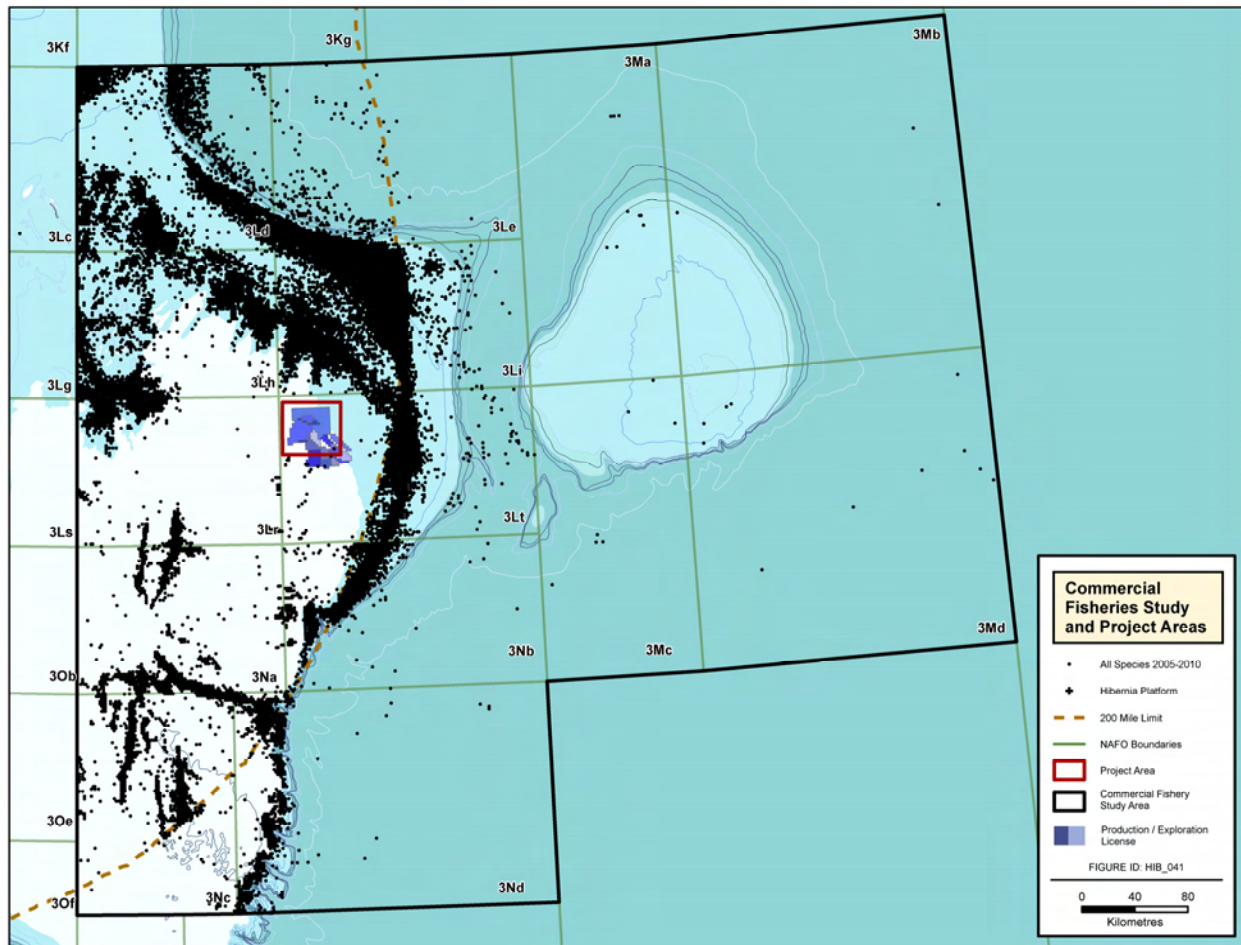 3Kf
3Kg
3Ma
3Mb
3Lc
3Ld
3Le
3Lg
3Lh
3Li
3Ls
3Lr
3Lt
3Ob
3Na
3Nb
3Mc
3Md
3Oe
3Of
3Nc
3Nd
Commercial
Fisheries Study
and Project Areas
All Species 2005-2010
Hibernia Platform
200 Mile Limit
NAFO Boundaries
Project Area
Commercial Fishery
Study Area
Production / Exploration
License
FIGURE ID: HIB_041
0 40 80
Kilometres